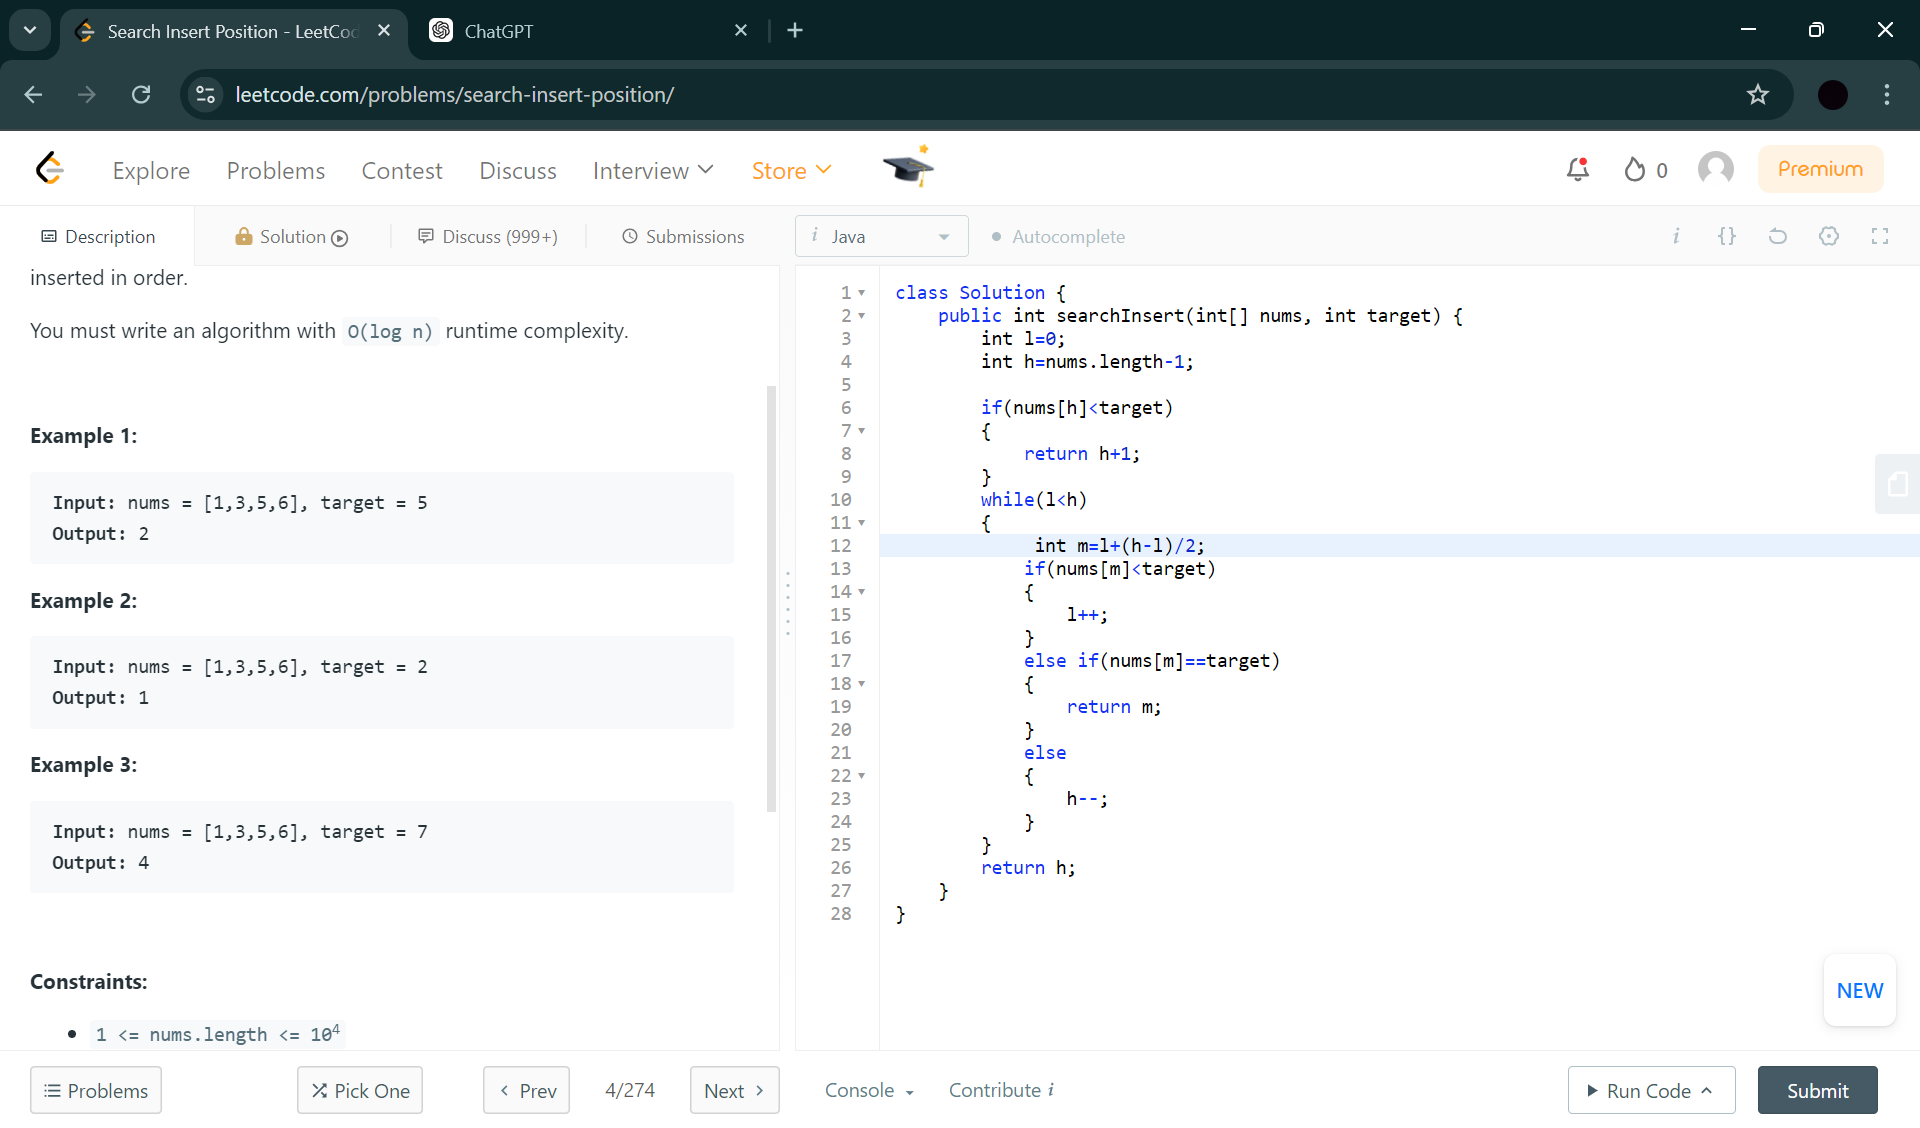 Search Insert Position - LeetCod
ChatGPT
leetcode.com/problems/search-insert-position/
Explore
Problems
Contest
Discuss
Interview
Store
0
Premium
Description
Solution
Discuss (999+)
Submissions
i Java
Autocomplete
i
{}
inserted in order.
You must write an algorithm with O(log n) runtime complexity.
Example 1:
Input: nums = [1,3,5,6], target = 5
Output: 2
Example 2:
Input: nums = [1,3,5,6], target = 2
Output: 1
Example 3:
Input: nums = [1,3,5,6], target = 7
Output: 4
Constraints:
1 <= nums.length <= 10⁴
1 class Solution {
2 public int searchInsert(int[] nums, int target) {
3 int l=0;
4 int h=nums.length-1;
5
6 if(nums[h]<target)
7 {
8 return h+1;
9 }
10 while(l<h)
11 {
12 int m=l+(h-l)/2;
13 if(nums[m]<target)
14 {
15 l++;
16 }
17 else if(nums[m]==target)
18 {
19 return m;
20 }
21 else
22 {
23 h--;
24 }
25 }
26 return h;
27 }
28 }
NEW
Problems
Pick One
Prev
4/274
Next
Console
Contribute i
Run Code
Submit